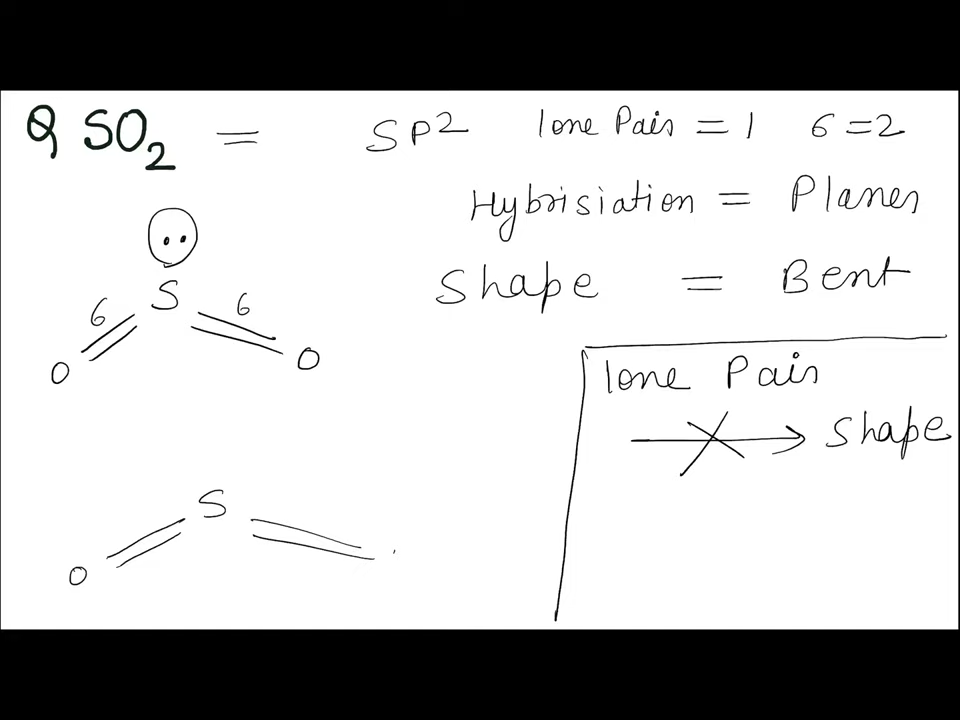 Q SO2 = SP2 lone Pair = 1 6 = 2
Hybrisiation = Planer
Shape = Bent
S
6 6
O O
lone Pair
Shape
S
O